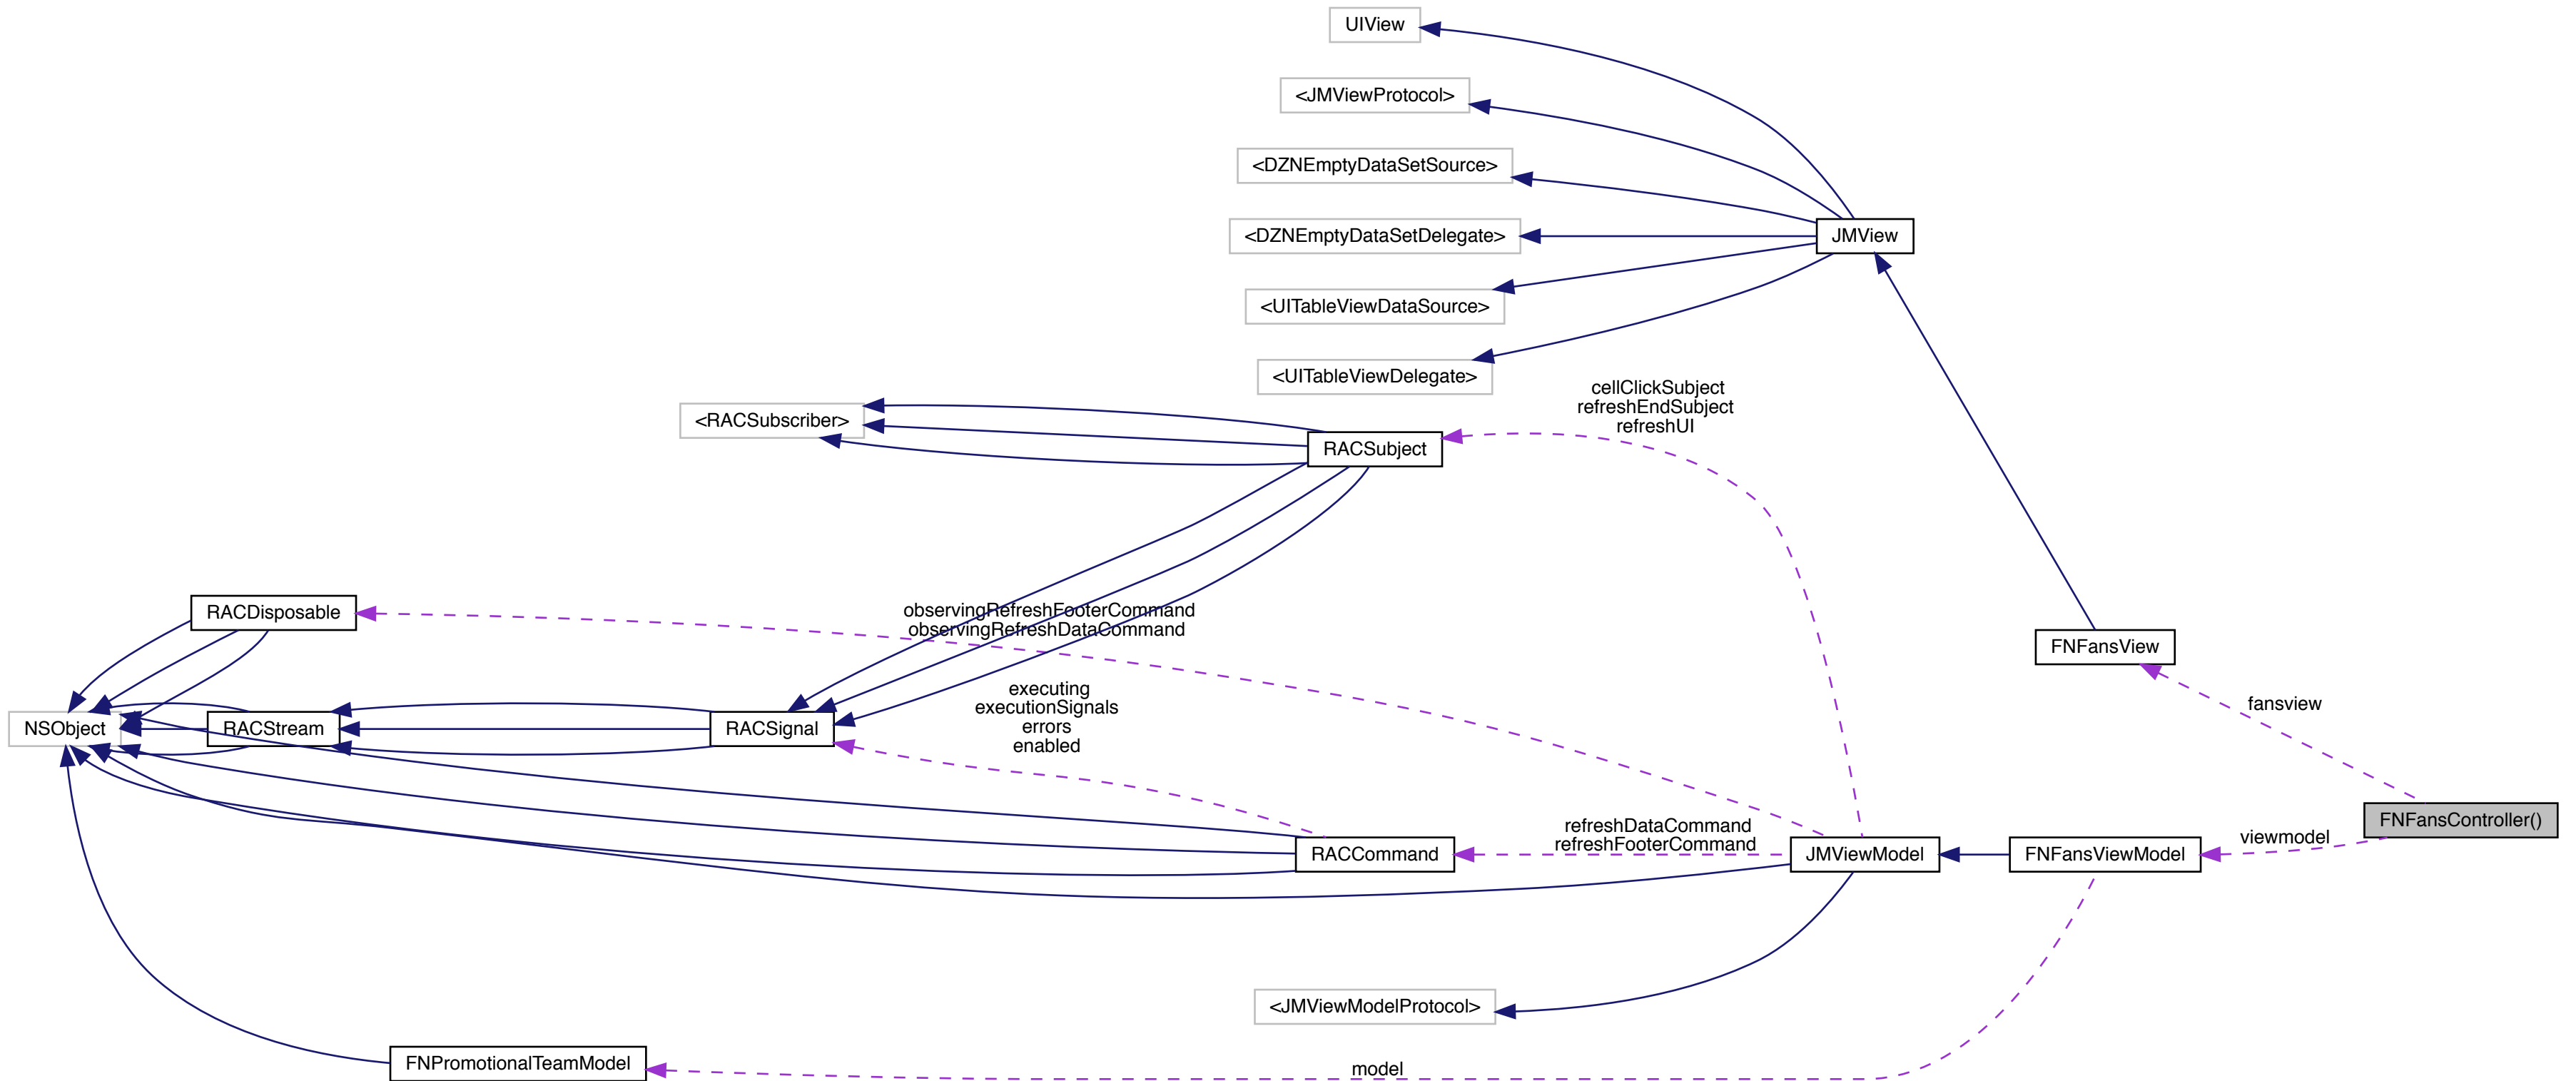 UIView
<JMViewProtocol>
<DZNEmptyDataSetSource>
<DZNEmptyDataSetDelegate>
JMView
<UITableViewDataSource>
<UITableViewDelegate>
cellClickSubject
refreshEndSubject
refreshUI
<RACSubscriber>
RACSubject
RACDisposable
observingRefreshFooterCommand
observingRefreshDataCommand
FNFansView
executing
executionSignals
errors
enabled
fansview
NSObject
RACStream
RACSignal
FNFansController()
refreshDataCommand
refreshFooterCommand
viewmodel
RACCommand
JMViewModel
FNFansViewModel
<JMViewModelProtocol>
FNPromotionalTeamModel
model